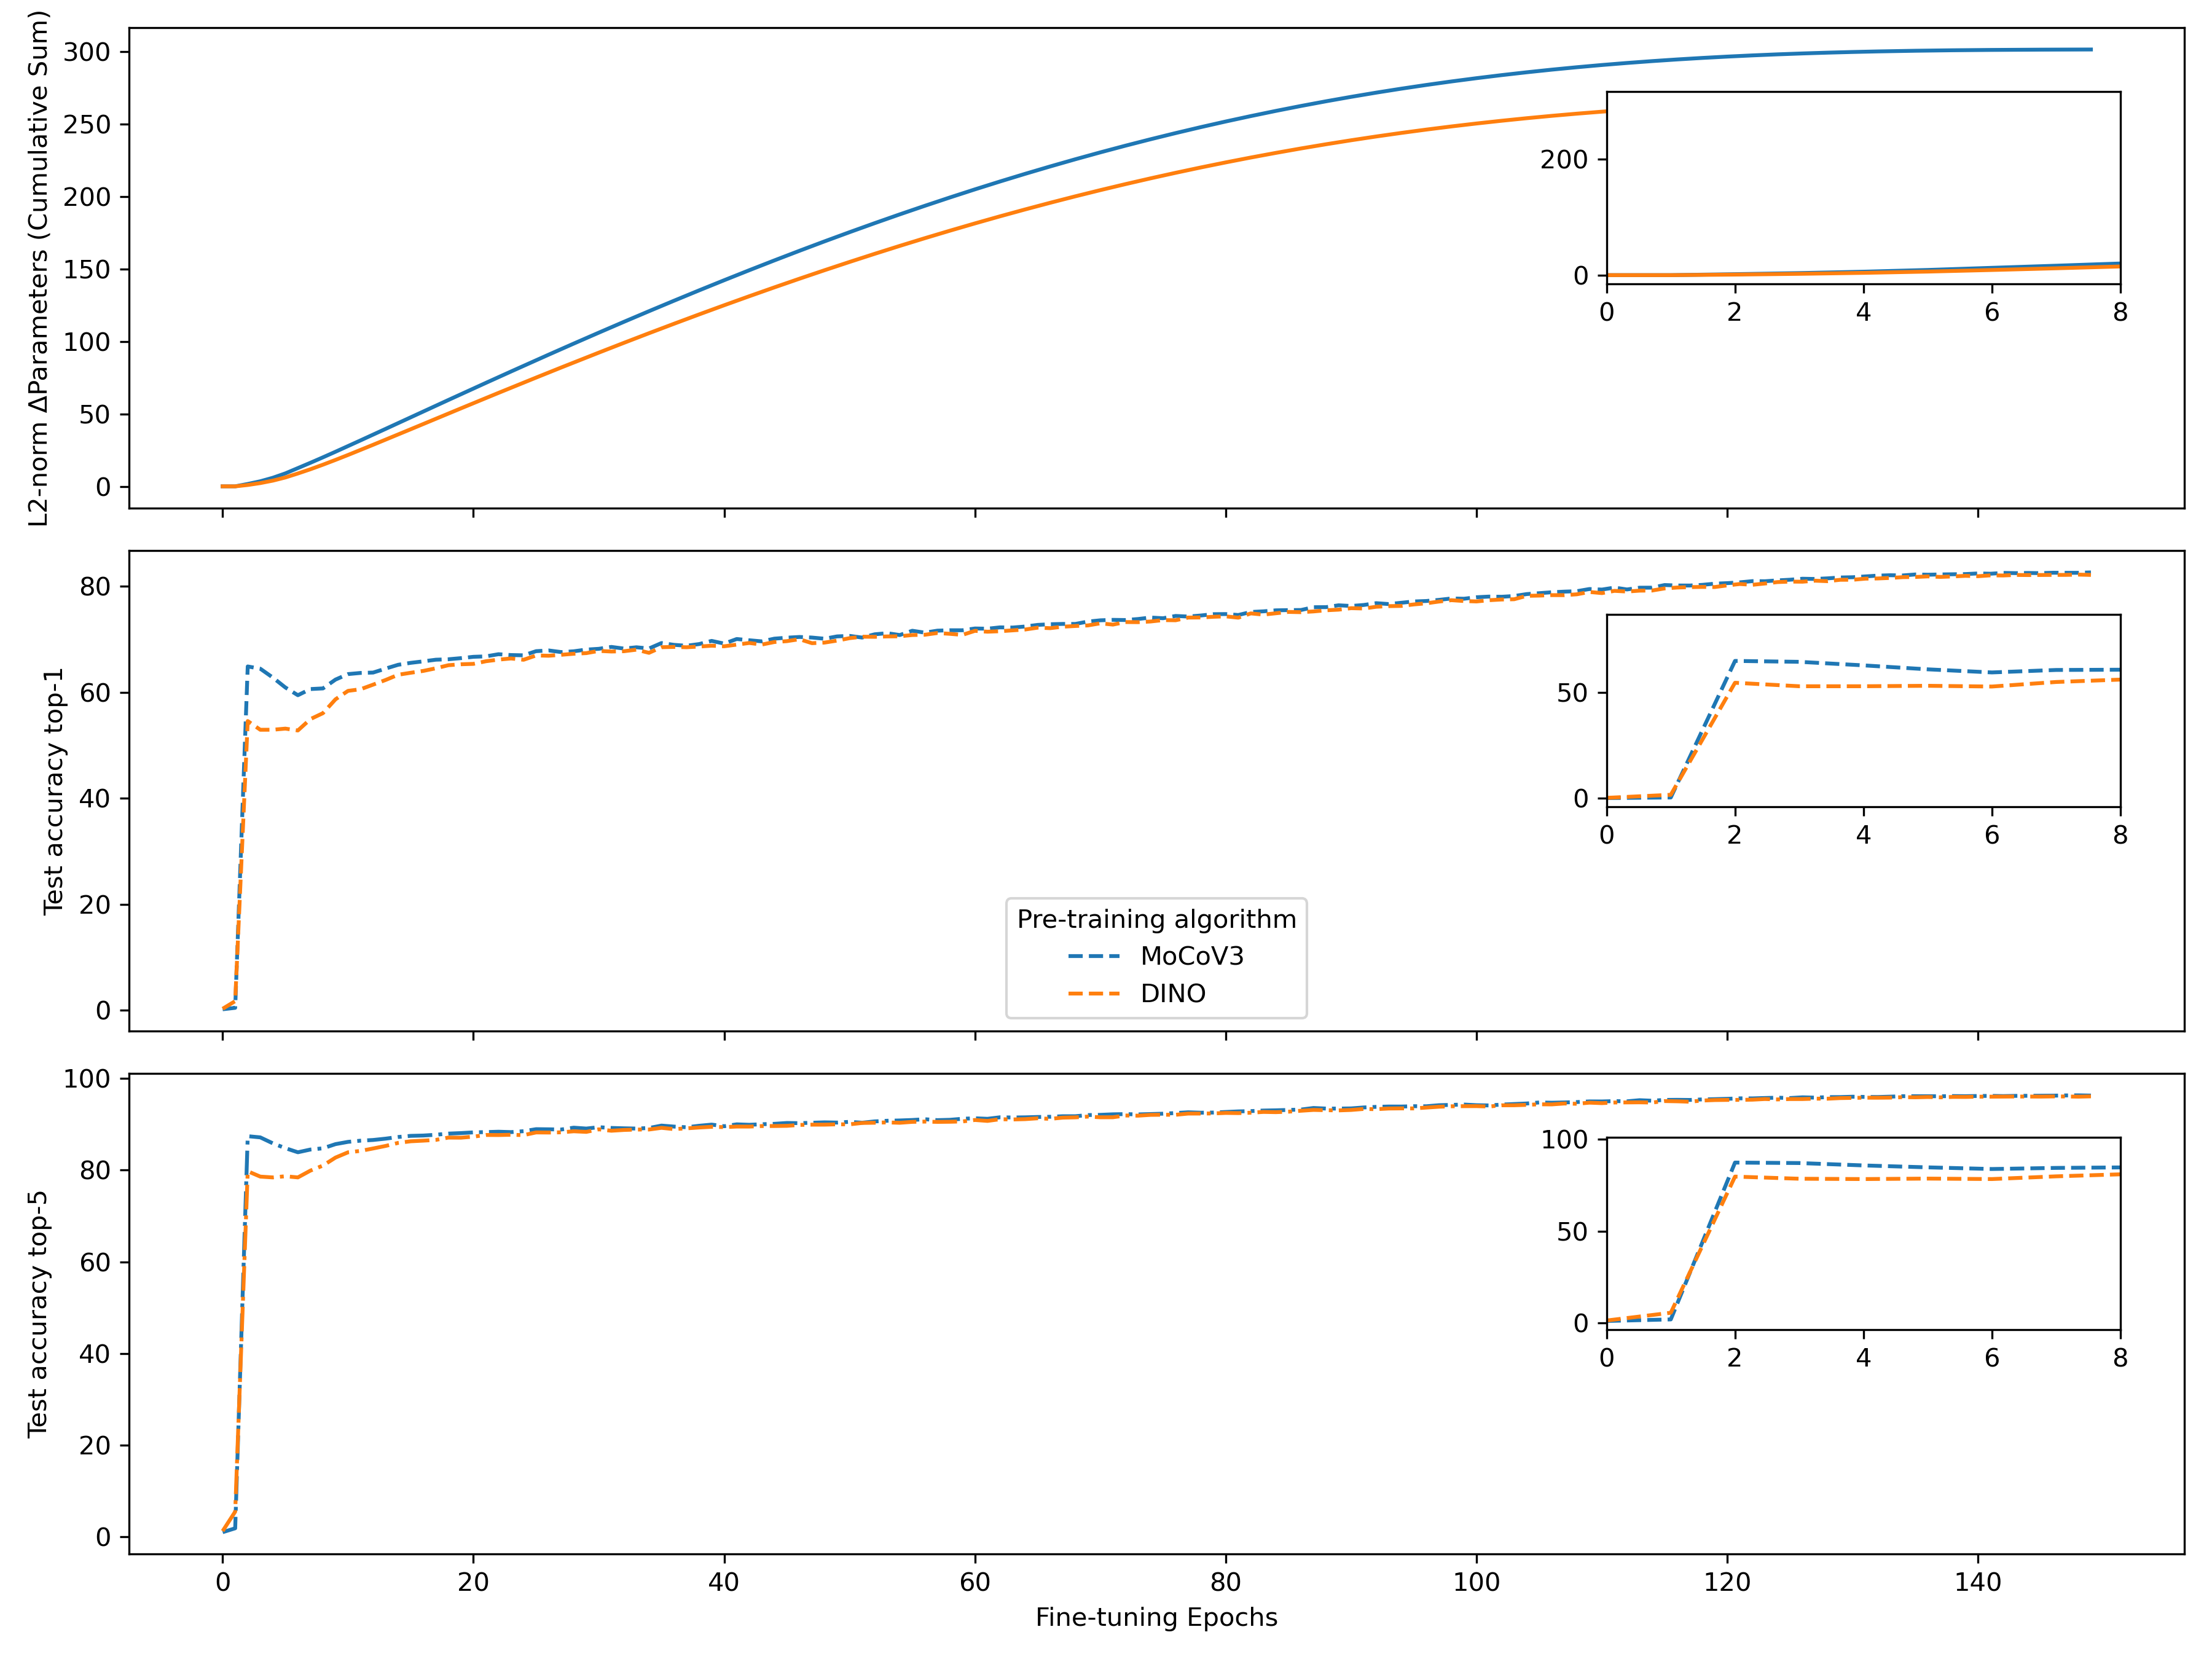 L2-norm ΔParameters (Cumulative Sum)
300
250
200
150
100
50
0
200
0
0 2 4 6 8
Test accuracy top-1
80
60
40
20
0
50
0
0 2 4 6 8
Pre-training algorithm
MoCoV3
DINO
Test accuracy top-5
100
80
60
40
20
0
100
50
0
0 2 4 6 8
0 20 40 60 80 100 120 140
Fine-tuning Epochs